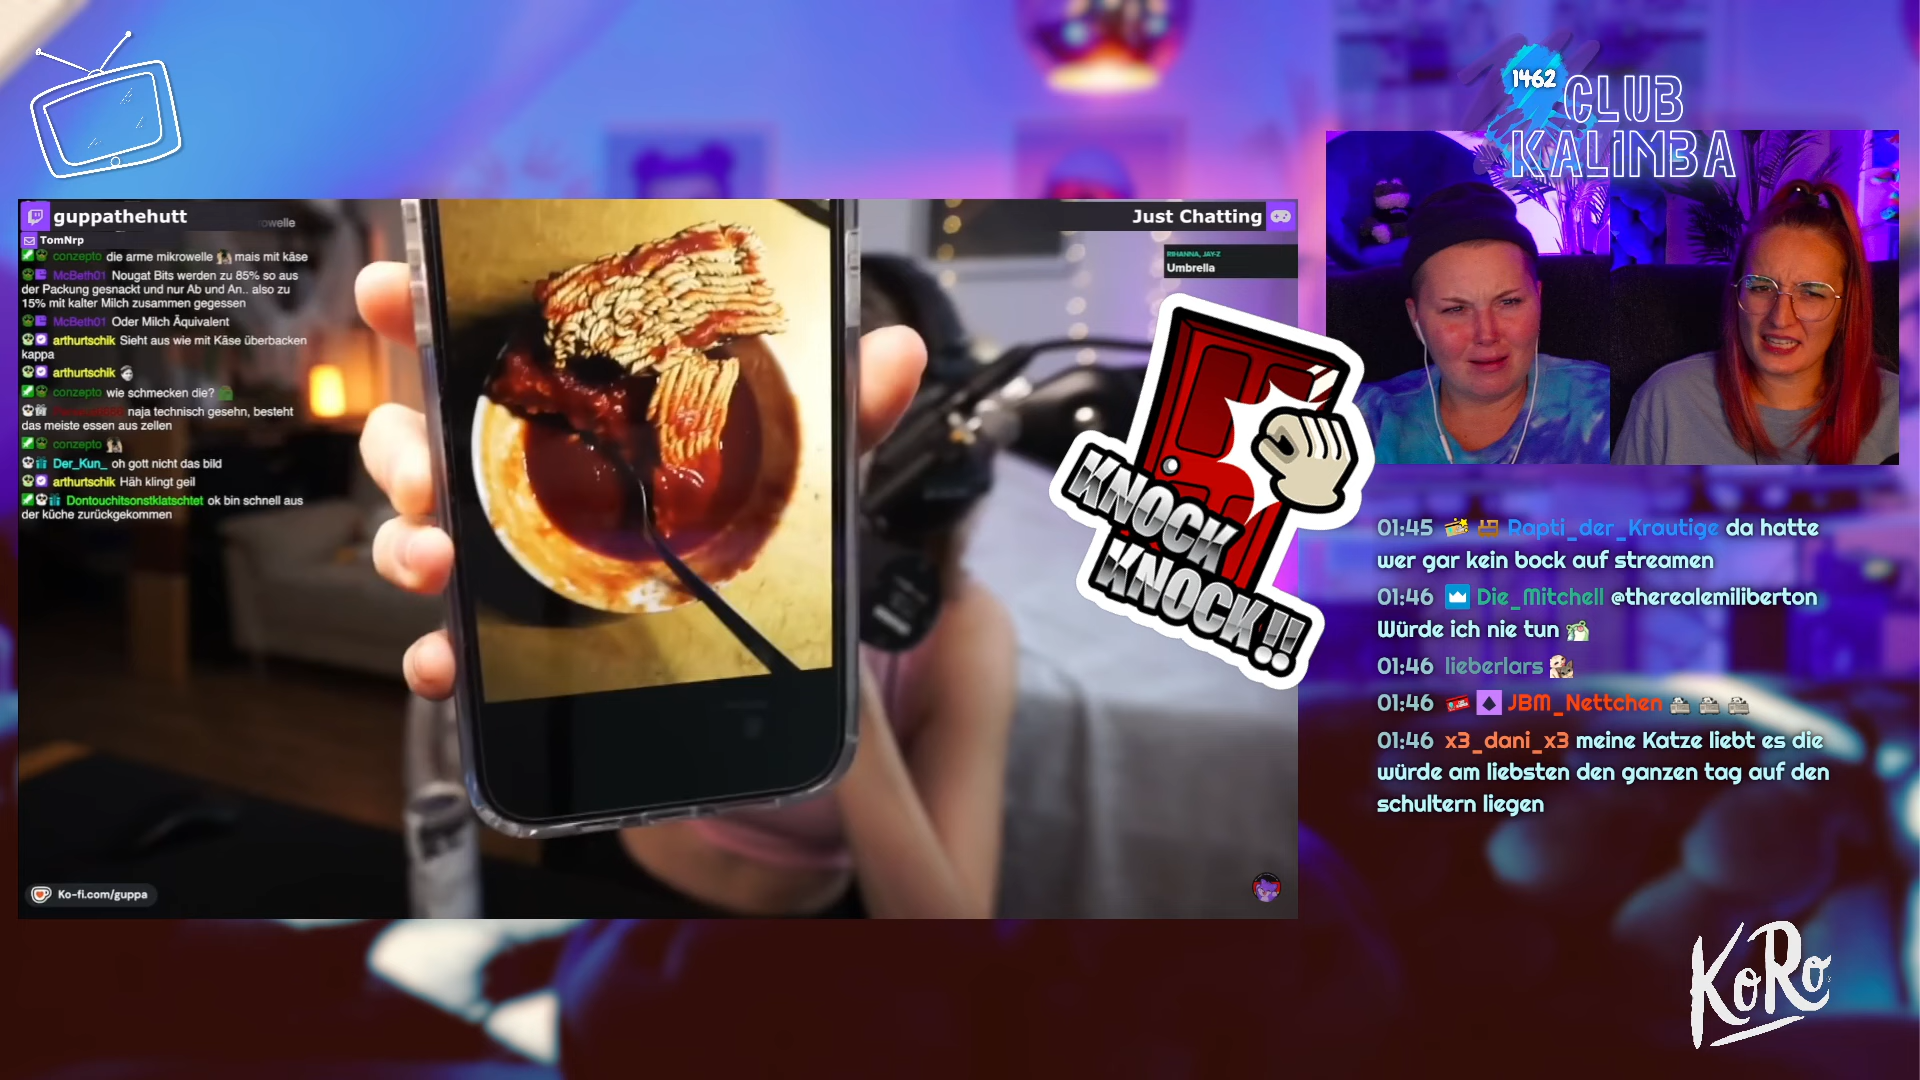 1462
CLUB
KALIMBA
guppathehutt
owelle
Just Chatting
TomNrp
RIHANNA, JAY-Z
Umbrella
conzepto die arme mikrowelle mais mit käse
McBeth01 Nougat Bits werden zu 85% so aus
der Packung gesnackt und nur Ab und An.. also zu
15% mit kalter Milch zusammen gegessen
McBeth01 Oder Milch Äquivalent
arthurtschik Sieht aus wie mit Käse überbacken
kappa
arthurtschik
conzepto wie schmecken die?
naja technisch gesehn, besteht
das meiste essen aus zellen
conzepto
Der_Kun_ oh gott nicht das bild
arthurtschik Häh klingt geil
Dontouchitsonstklatschtet ok bin schnell aus
der küche zurückgekommen
KNOCK
KNOCK!!
01:45 Rapti_der_Krautige da hatte
wer gar kein bock auf streamen
01:46 Die_Mitchell @therealemiliberton
Würde ich nie tun
01:46 lieberlars
01:46 JBM_Nettchen
01:46 x3_dani_x3 meine Katze liebt es die
würde am liebsten den ganzen tag auf den
schultern liegen
Ko-fi.com/guppa
KoRo